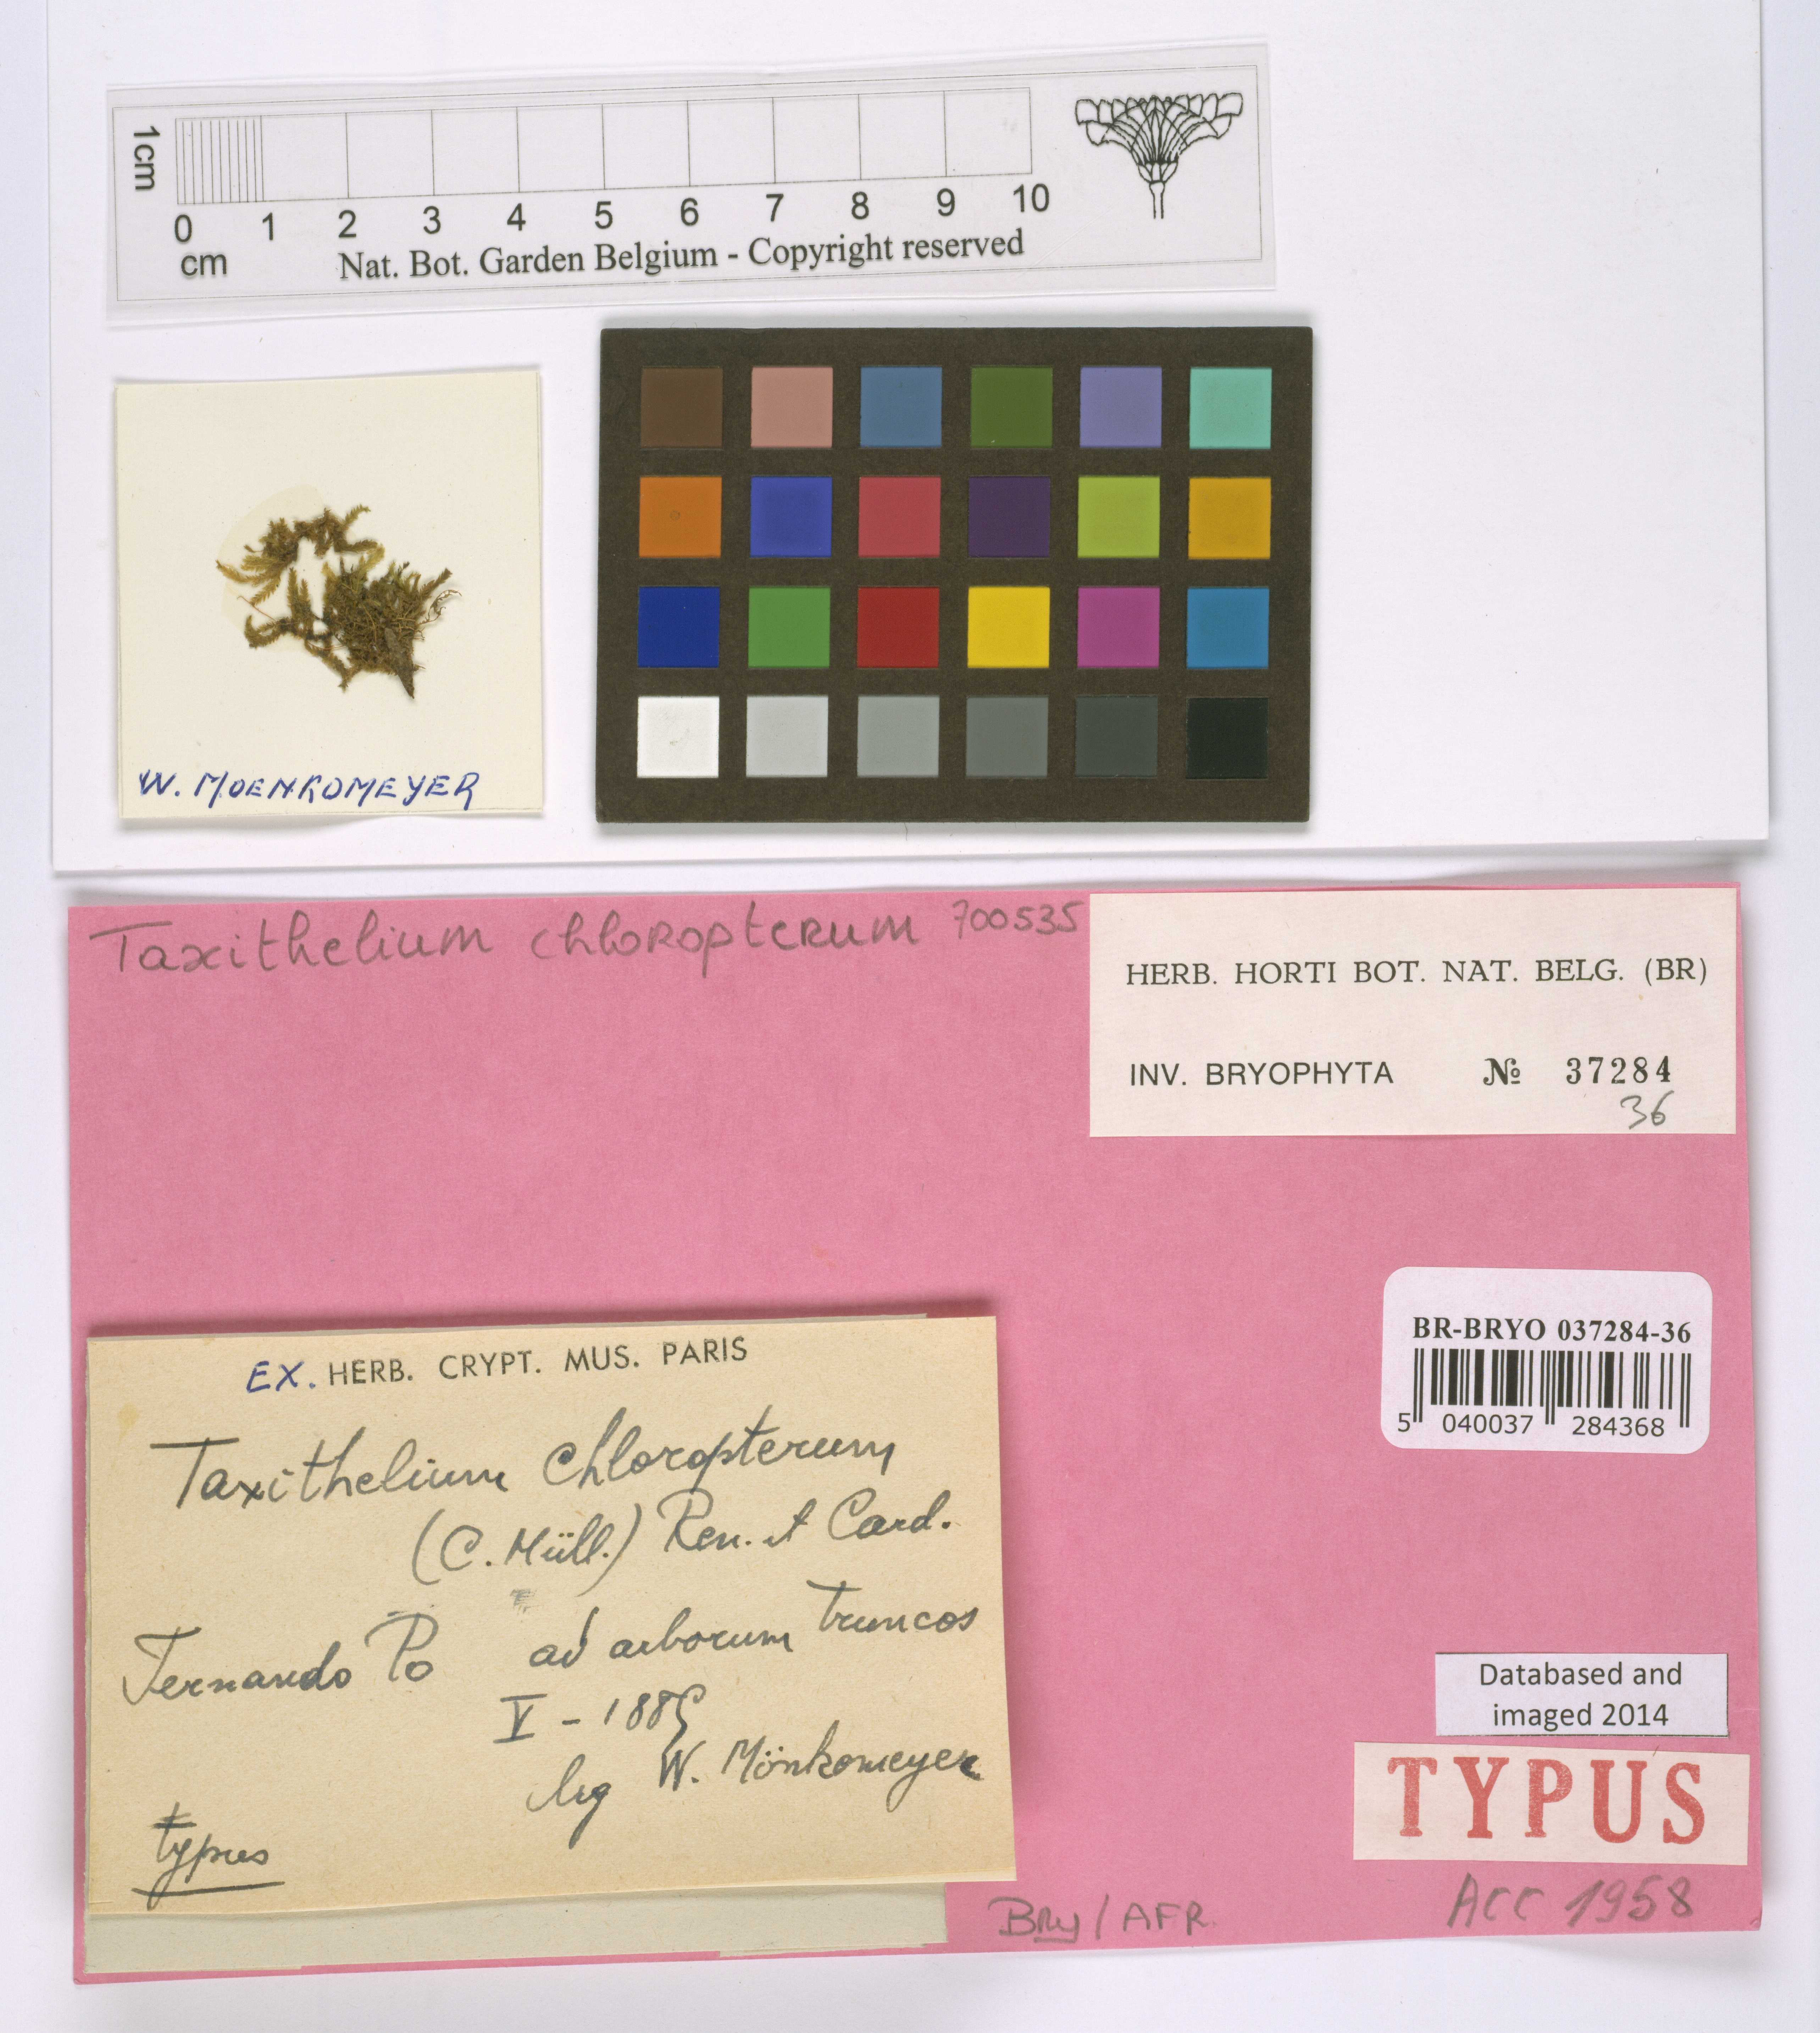 1cm
0 1 2 3 4 5 6 7 8 9 10
cm
Nat. Bot. Garden Belgium - Copyright reserved
W. MOENKOMEYER
Taxithelium chloropterum 700535
HERB. HORTI BOT. NAT. BELG. (BR)
INV. BRYOPHYTA № 37284
36
BR-BRYO 037284-36
5 040037 284368
EX. HERB. CRYPT. MUS. PARIS
Taxithelium chloropterum
(C. Müll.) Ren. et Card.
Fernando Po ad arborum truncos
V - 1885
leg W. Mönkomeyer
typus
Databased and
imaged 2014
TYPUS
Bry / AFR.
ACC 1958